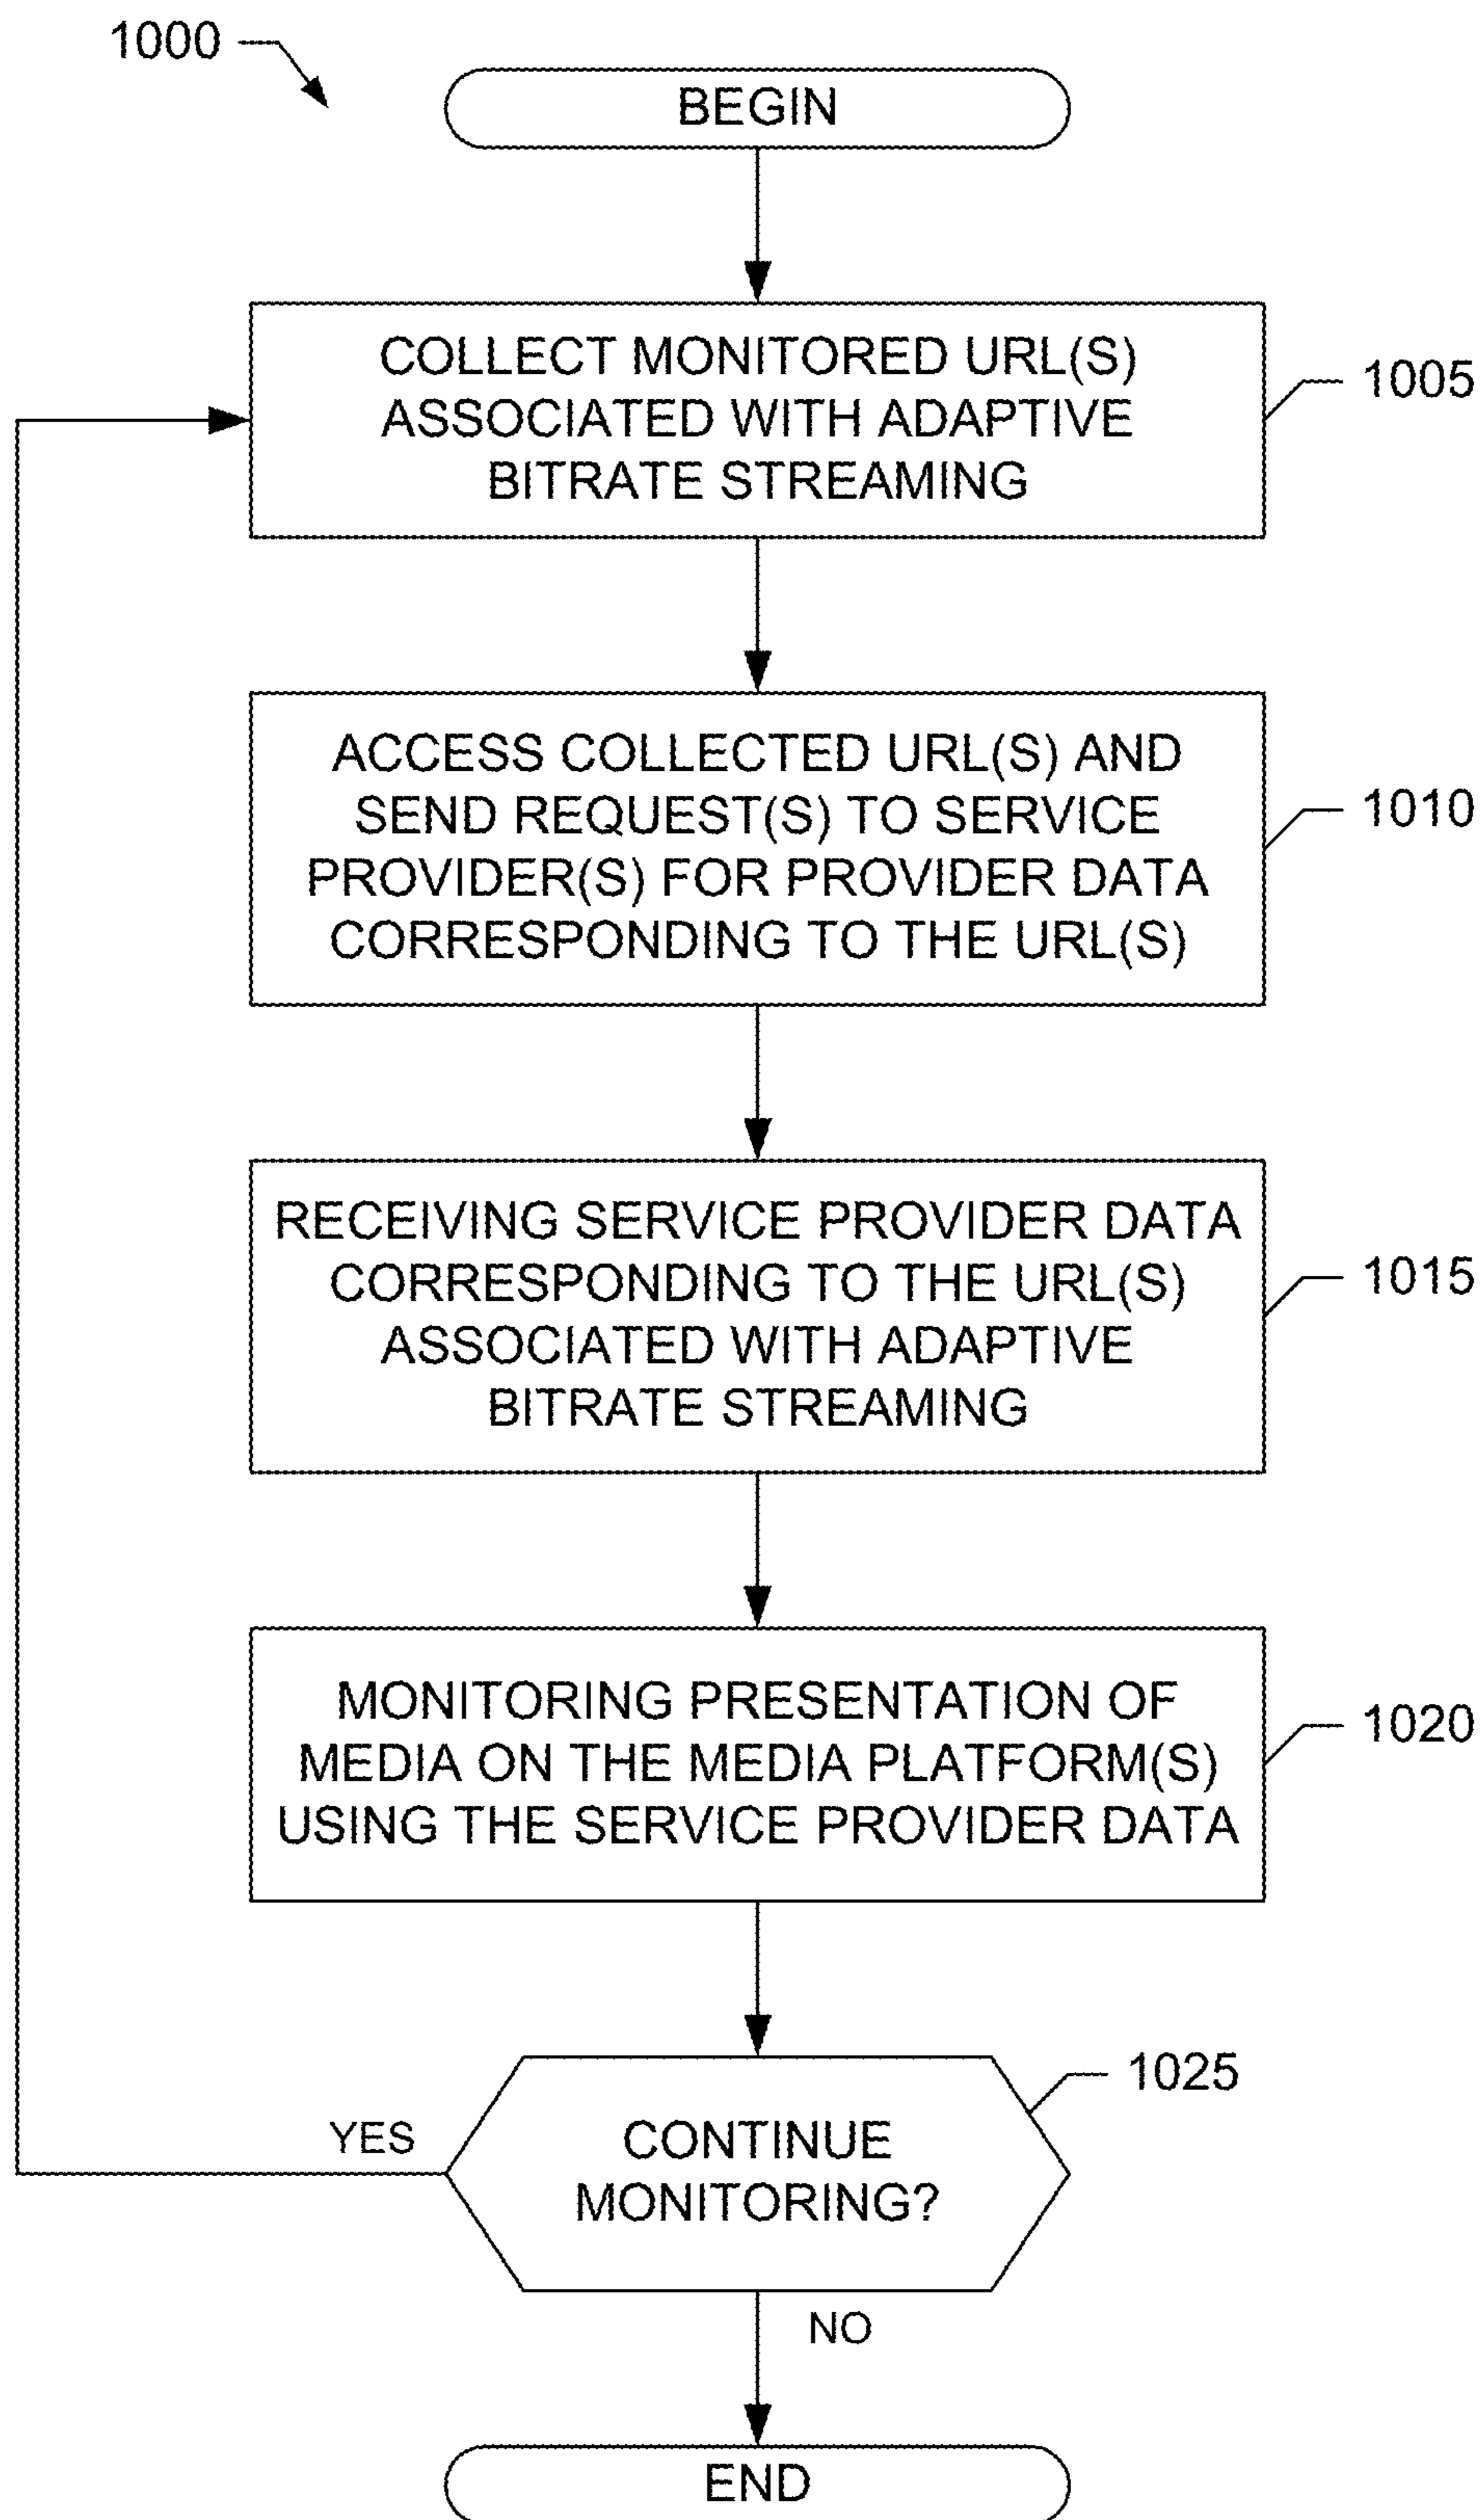 1000
BEGIN
COLLECT MONITORED URL(S)
ASSOCIATED WITH ADAPTIVE
BITRATE STREAMING
1005
ACCESS COLLECTED URL(S) AND
SEND REQUEST(S) TO SERVICE
PROVIDER(S) FOR PROVIDER DATA
CORRESPONDING TO THE URL(S)
1010
RECEIVING SERVICE PROVIDER DATA
CORRESPONDING TO THE URL(S)
ASSOCIATED WITH ADAPTIVE
BITRATE STREAMING
1015
MONITORING PRESENTATION OF
MEDIA ON THE MEDIA PLATFORM(S)
USING THE SERVICE PROVIDER DATA
1020
CONTINUE
MONITORING?
1025
YES
NO
END